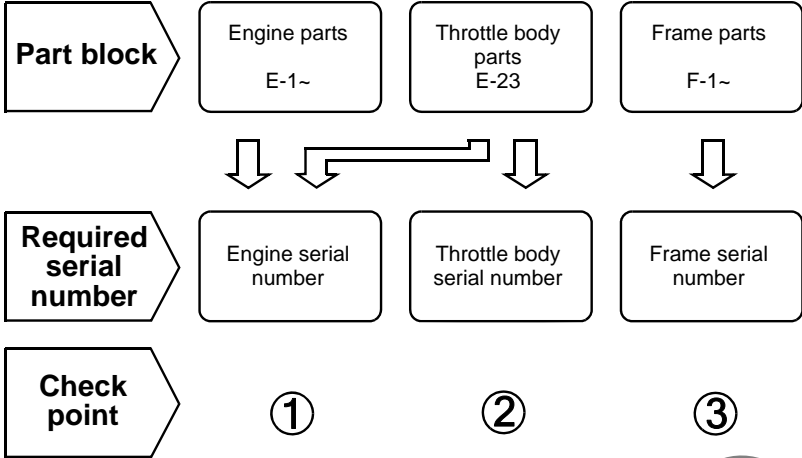 Part block
Engine parts
E-1~
Throttle body
parts
E-23
Frame parts
F-1~
Required
serial
number
Engine serial
number
Throttle body
serial number
Frame serial
number
Check
point
①
②
③